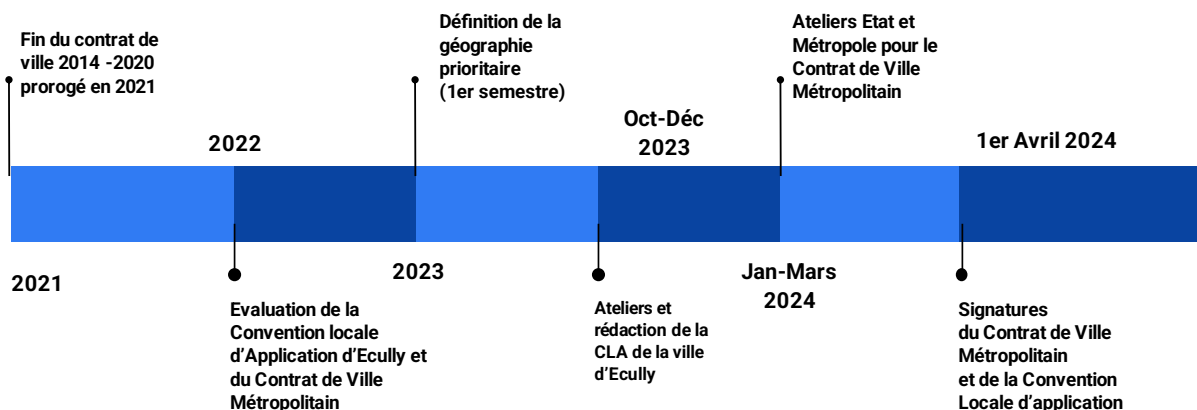 Fin du contrat de
ville 2014 -2020
prorogé en 2021
2021
2022
Evaluation de la
Convention locale
d'Application d'Ecully et
du Contrat de Ville
Métropolitain
Définition de la
géographie
prioritaire
(1er semestre)
2023
Oct-Déc
2023
Ateliers et
rédaction de la
CLA de la ville
d'Ecully
Ateliers Etat et
Métropole pour le
Contrat de Ville
Métropolitain
Jan-Mars
2024
1er Avril 2024
Signatures
du Contrat de Ville
Métropolitain
et de la Convention
Locale d'application